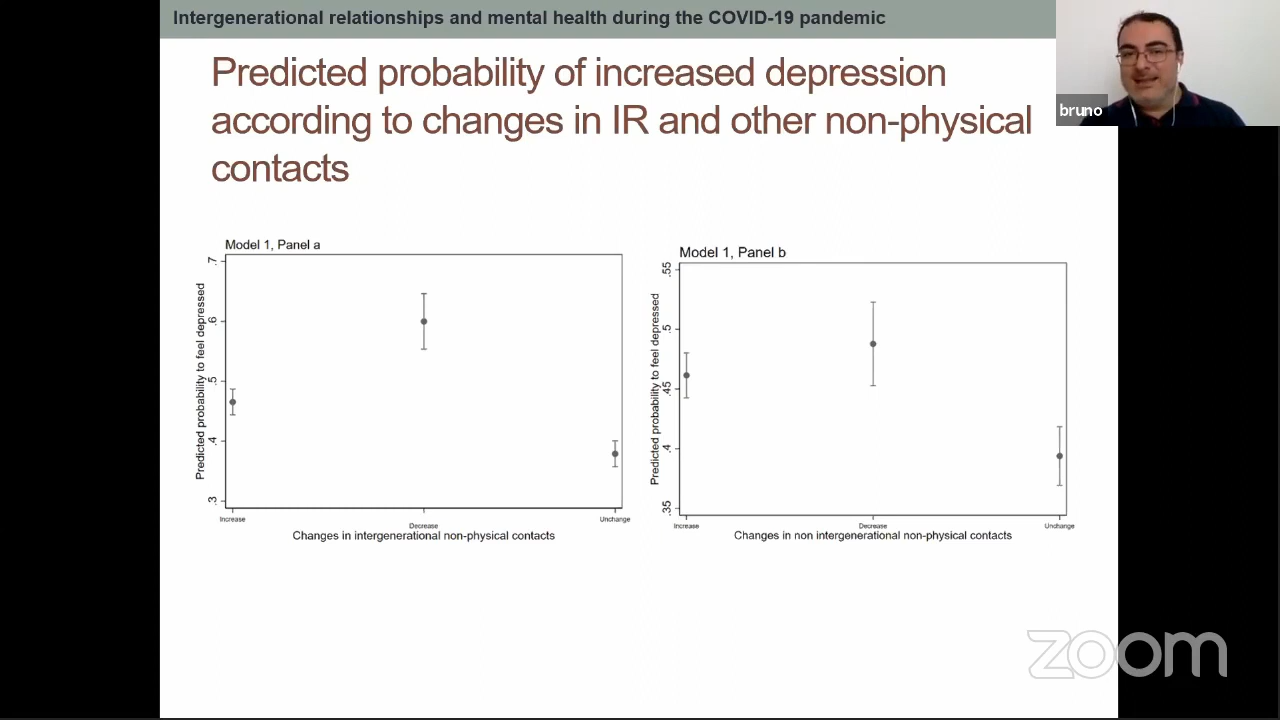 Intergenerational relationships and mental health during the COVID-19 pandemic
bruno
Predicted probability of increased depression
according to changes in IR and other non-physical
contacts
Model 1, Panel a
Predicted probability to feel depressed
.7
.6
.5
.4
.3
Increase
Decrease
Unchange
Changes in intergenerational non-physical contacts
Model 1, Panel b
Predicted probability to feel depressed
.55
.5
.45
.4
.35
Increase
Decrease
Unchange
Changes in non intergenerational non-physical contacts
zoom